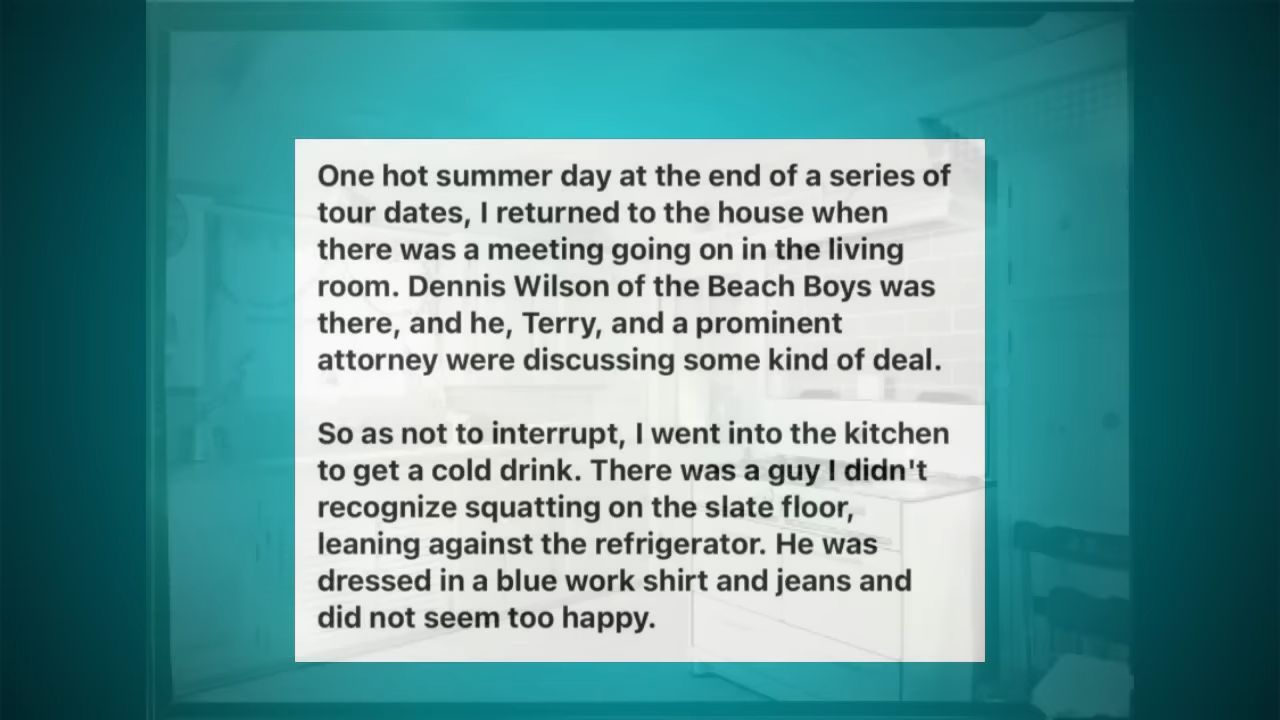 One hot summer day at the end of a series of
tour dates, I returned to the house when
there was a meeting going on in the living
room. Dennis Wilson of the Beach Boys was
there, and he, Terry, and a prominent
attorney were discussing some kind of deal.
So as not to interrupt, I went into the kitchen
to get a cold drink. There was a guy I didn't
recognize squatting on the slate floor,
leaning against the refrigerator. He was
dressed in a blue work shirt and jeans and
did not seem too happy.